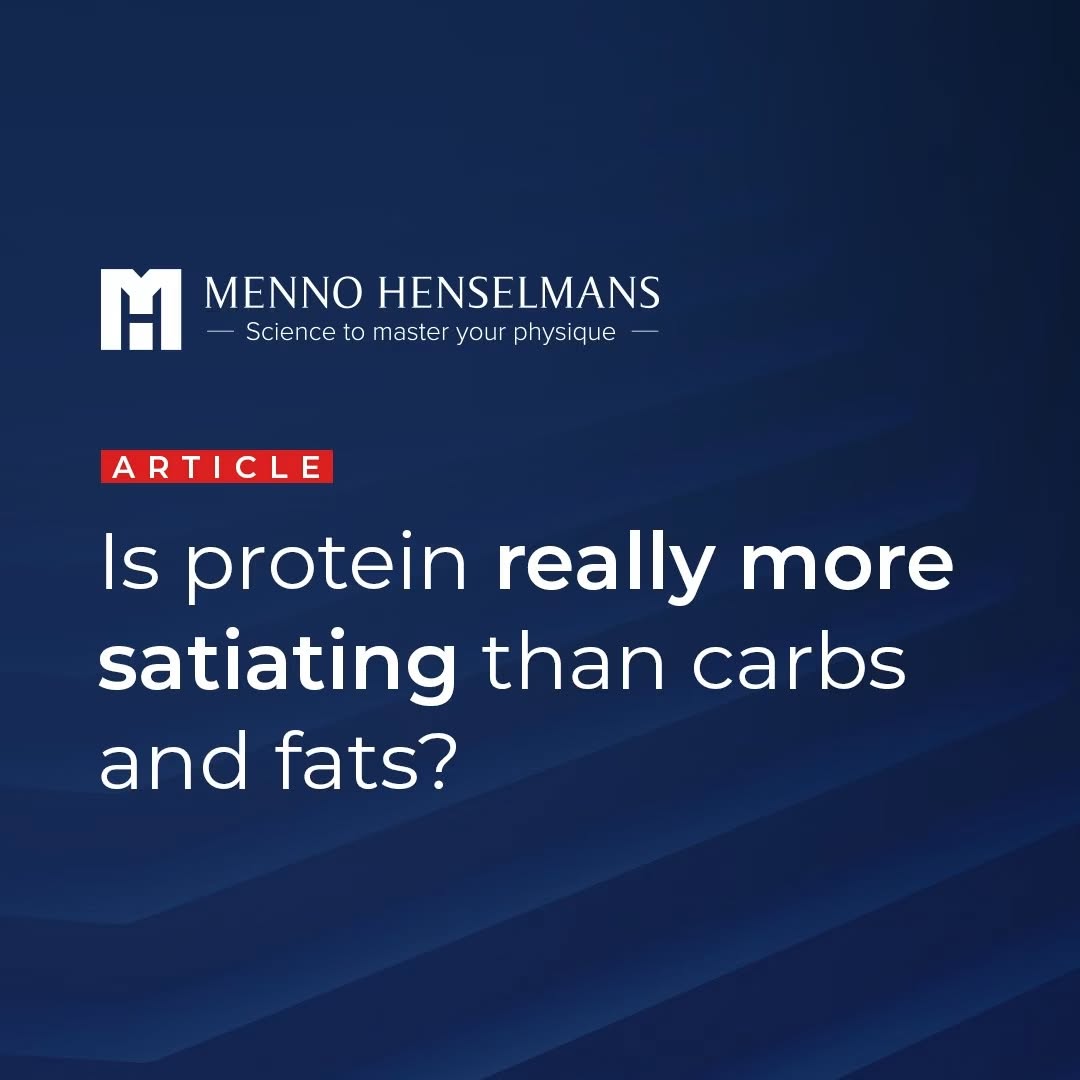 MENNO HENSELMANS
— Science to master your physique —
ARTICLE
Is protein really more
satiating than carbs
and fats?